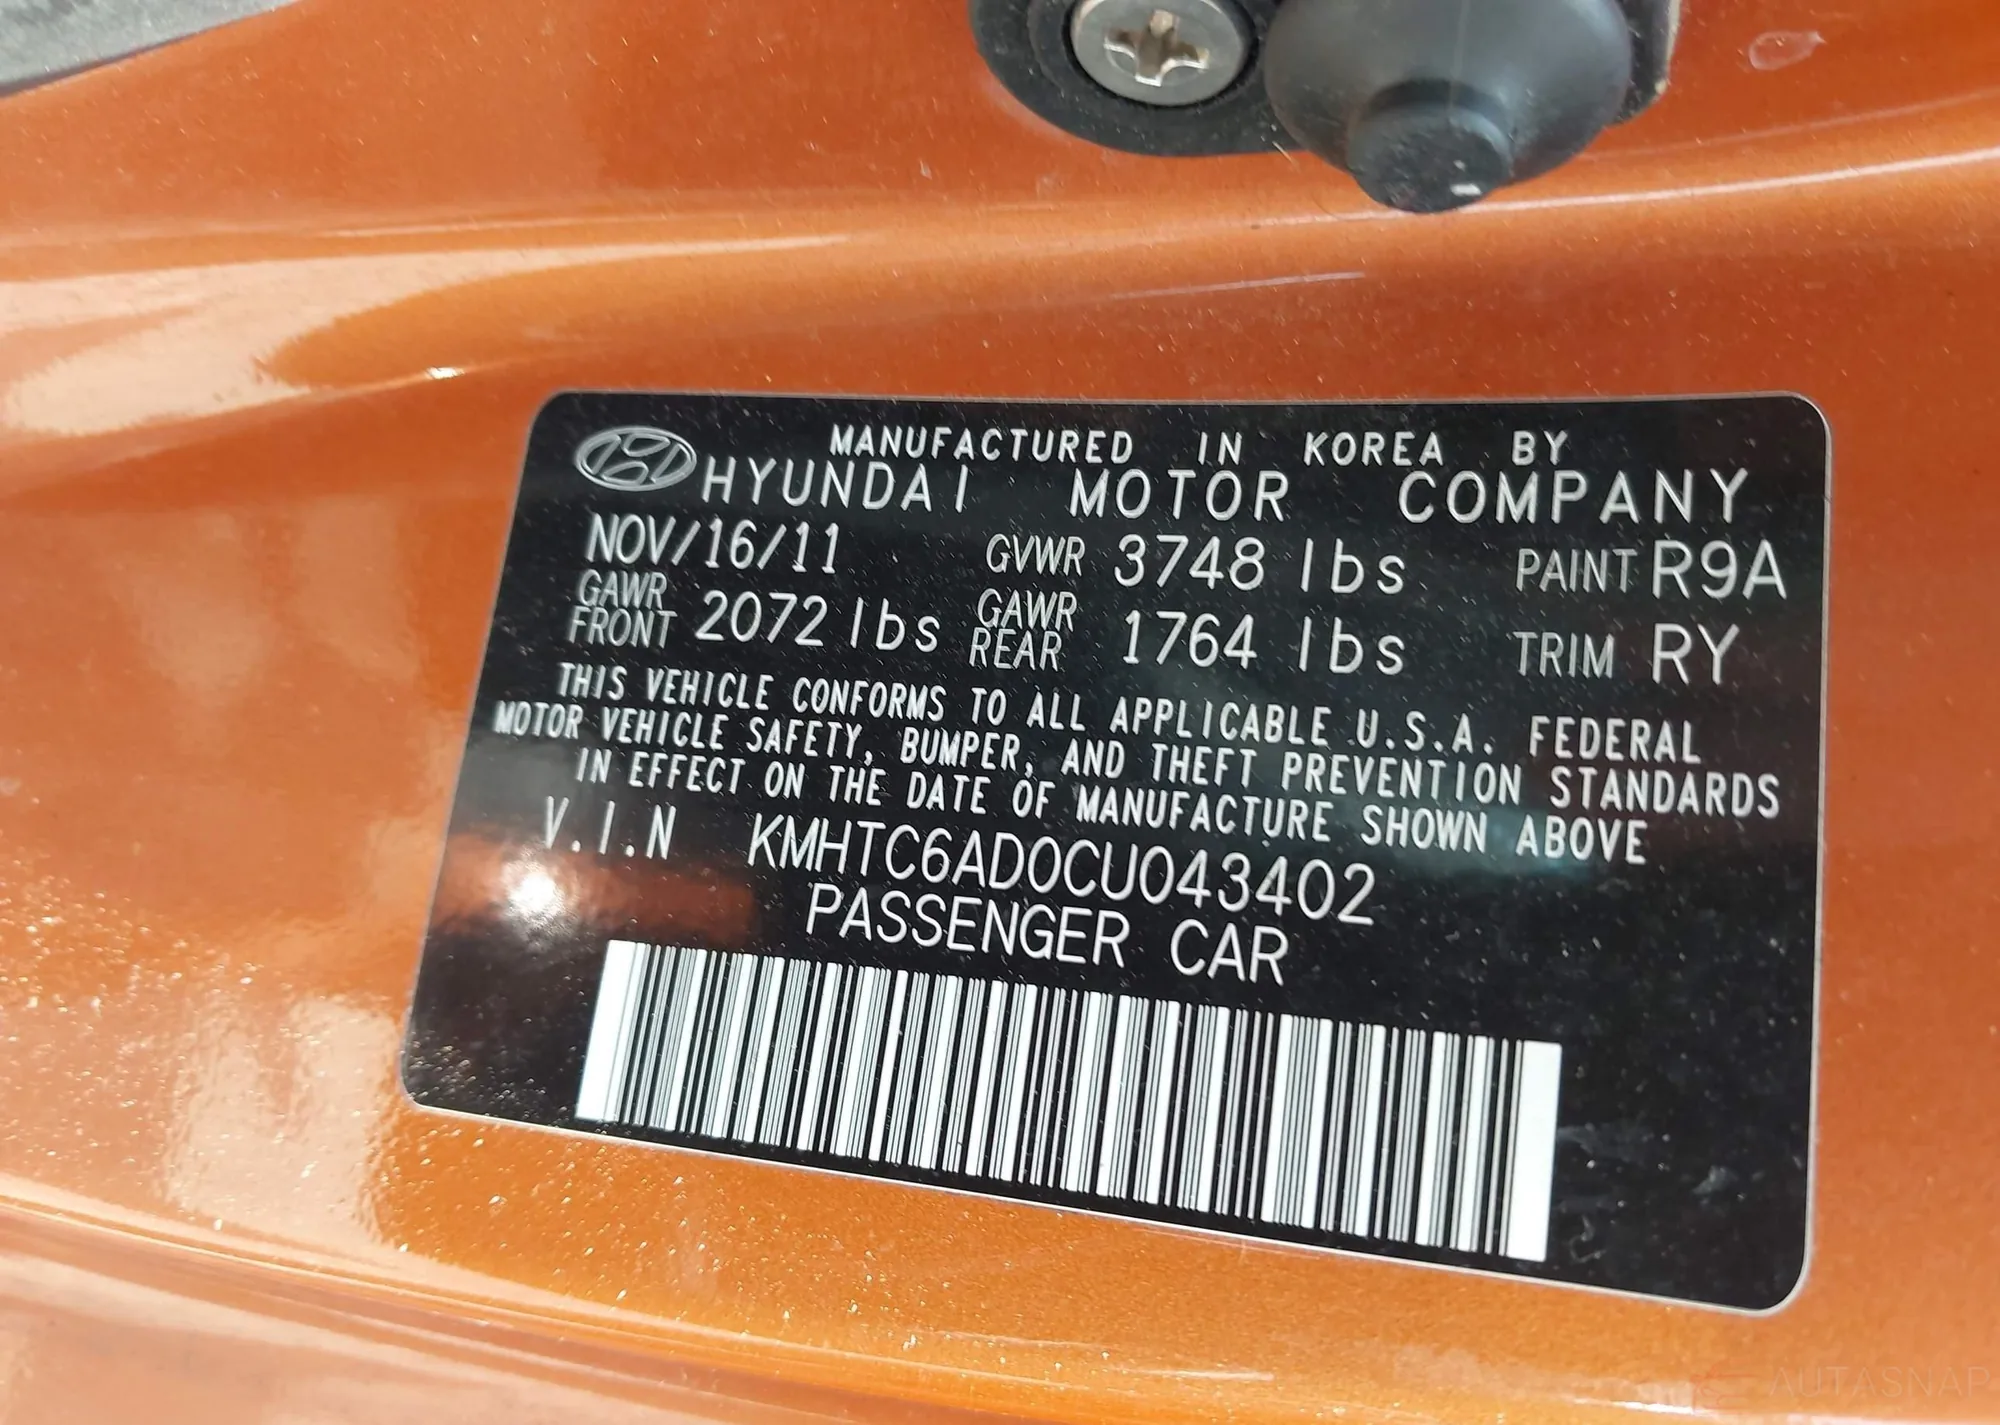 MANUFACTURED IN KOREA BY
HYUNDAI MOTOR COMPANY
NOV/16/11 GVWR 3748 lbs PAINT R9A
GAWR FRONT 2072 lbs GAWR REAR 1764 lbs TRIM RY
THIS VEHICLE CONFORMS TO ALL APPLICABLE U.S.A. FEDERAL
MOTOR VEHICLE SAFETY, BUMPER, AND THEFT PREVENTION STANDARDS
IN EFFECT ON THE DATE OF MANUFACTURE SHOWN ABOVE
V.I.N KMHTC6AD0CU043402
PASSENGER CAR
AUTASNAP